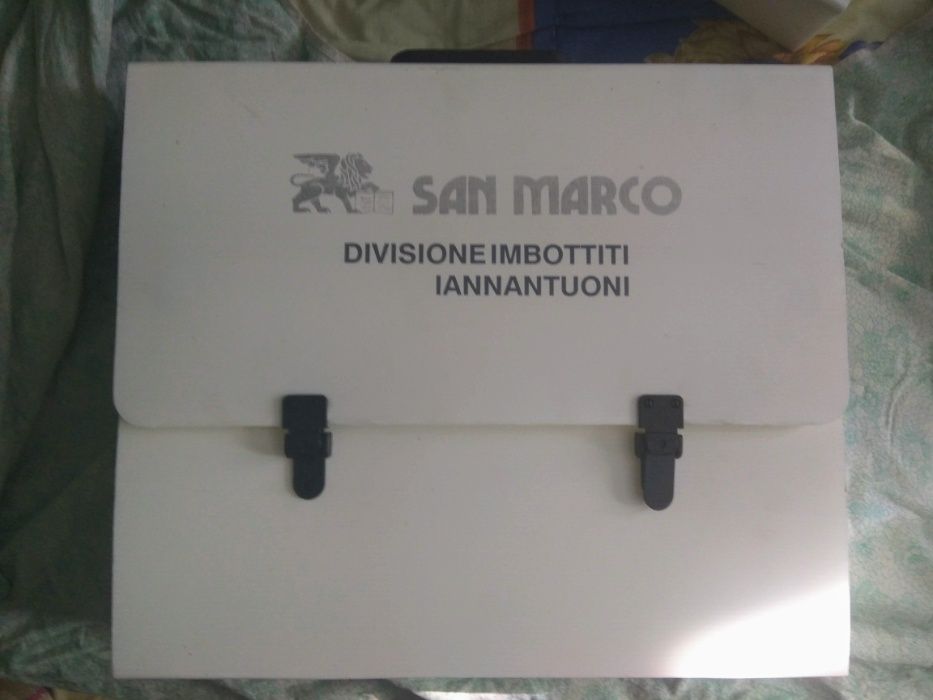 SAN MARCO
DIVISIONE IMBOTTITI
IANNANTUONI